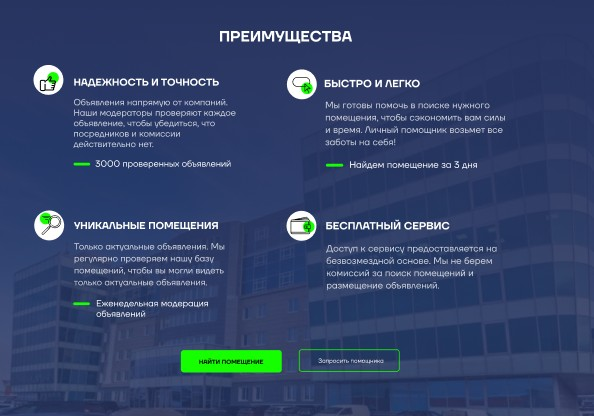 ПРЕИМУЩЕСТВА
НАДЕЖНОСТЬ И ТОЧНОСТЬ
Объявления напрямую от компаний.
Наши модераторы проверяют каждое
объявление, чтобы убедиться, что
посредников и комиссии
действительно нет.
3000 проверенных объявлений
БЫСТРО И ЛЕГКО
Мы готовы помочь в поиске нужного
помещения, чтобы сэкономить вам силы
и время. Личный помощник возьмет все
заботы на себя!
Найдем помещение за 3 дня
УНИКАЛЬНЫЕ ПОМЕЩЕНИЯ
Только актуальные объявления. Мы
регулярно проверяем нашу базу
помещений, чтобы вы могли видеть
только актуальные объявления.
Еженедельная модерация
объявлений
БЕСПЛАТНЫЙ СЕРВИС
Доступ к сервису предоставляется на
безвозмездной основе. Мы не берем
комиссий за поиск помещений и
размещение объявлений.
НАЙТИ ПОМЕЩЕНИЕ
Запросить помощника